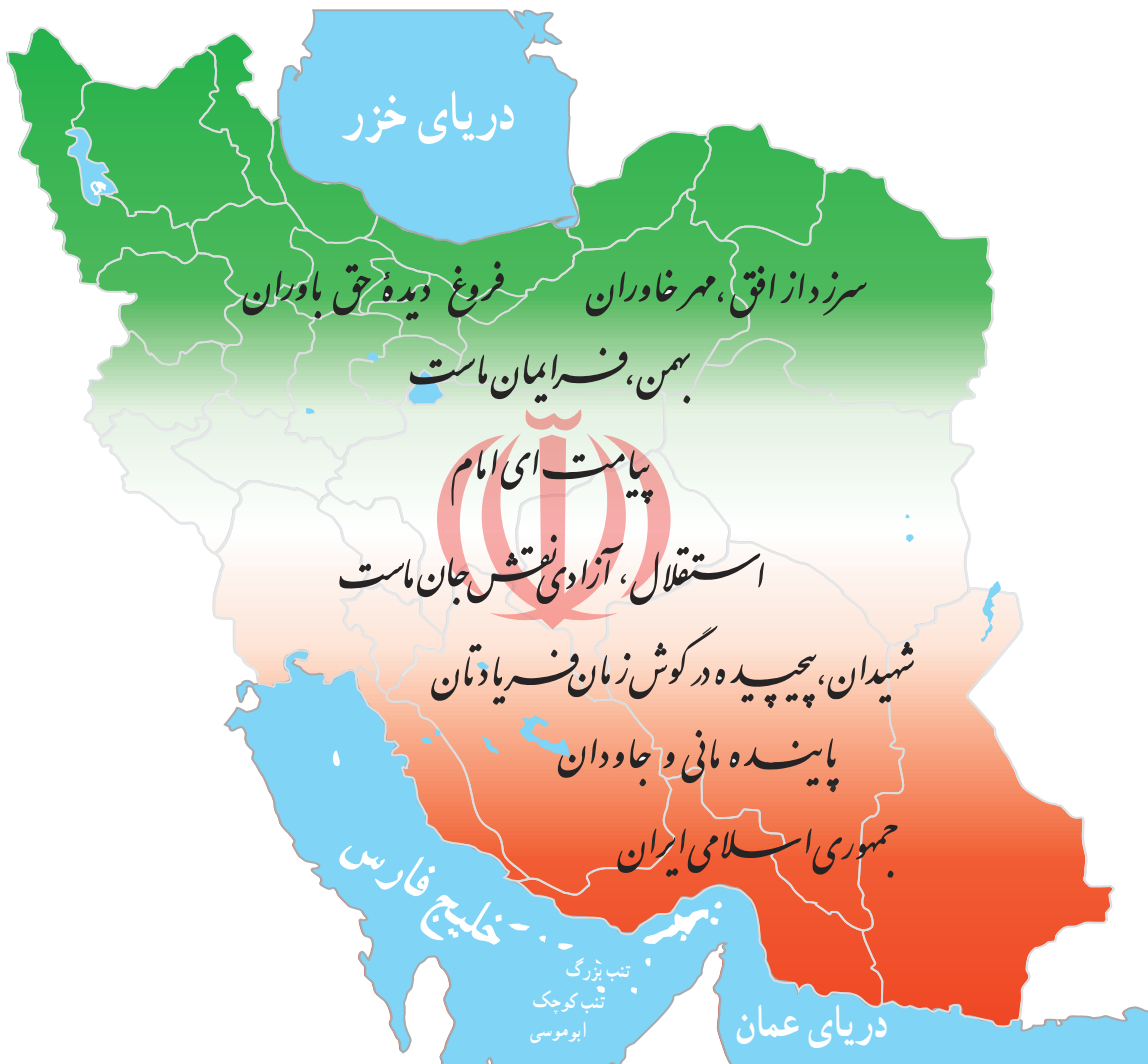 دریای خزر
سرزد از افق، مهر خاوران فروغ دیدهٔ حق باوران
بهمن، فر ایمان ماست
پیامت ای امام
استقلال، آزادی نقش جان ماست
شهیدان، پیچیده در گوش زمان فریادتان
پاینده مانی و جاودان
جمهوری اسلامی ایران
خلیج فارس
تنب بزرگ
تنب کوچک
ابوموسی
دریای عمان